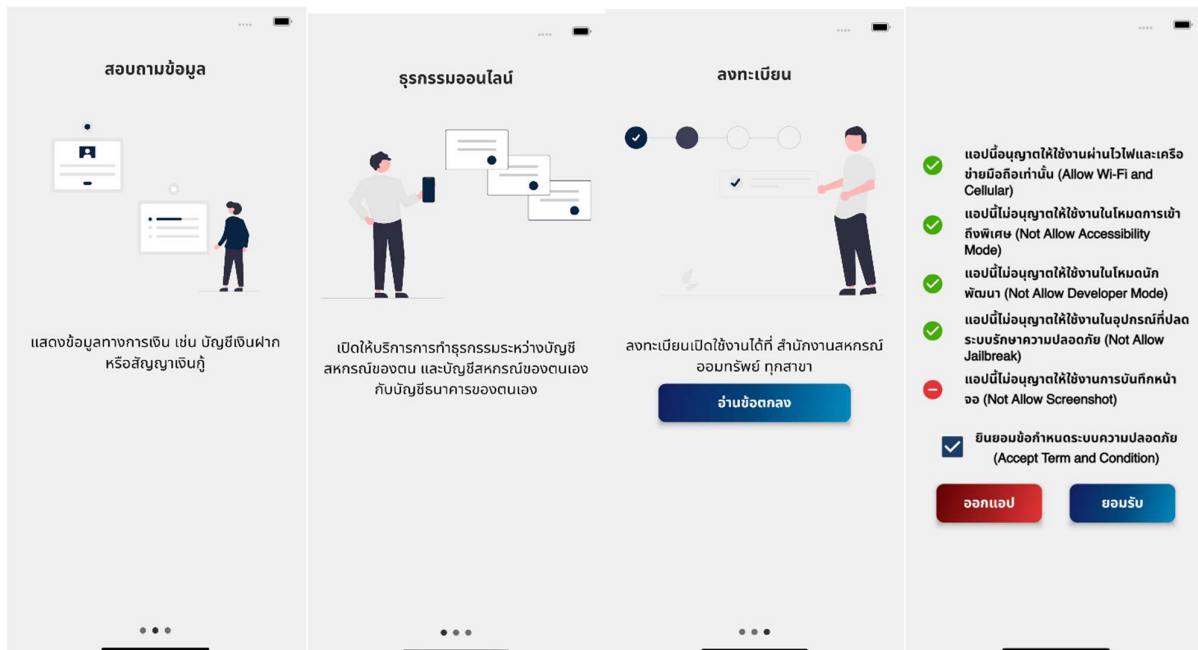 สอบถามข้อมูล
แสดงข้อมูลทางการเงิน เช่น บัญชีเงินฝาก
หรือสัญญาเงินกู้
ธุรกรรมออนไลน์
เปิดให้บริการการทำธุรกรรมระหว่างบัญชี
สหกรณ์ของตน และบัญชีสหกรณ์ของตนเอง
กับบัญชีธนาคารของตนเอง
ลงทะเบียน
ลงทะเบียนเปิดใช้งานได้ที่ สำนักงานสหกรณ์
ออมทรัพย์ ทุกสาขา
อ่านข้อตกลง
แอปนี้อนุญาตให้ใช้งานผ่านไวไฟและเครือ
ข่ายมือถือเท่านั้น (Allow Wi-Fi and
Cellular)
แอปนี้ไม่อนุญาตให้ใช้งานในโหมดการเข้า
ถึงพิเศษ (Not Allow Accessibility
Mode)
แอปนี้ไม่อนุญาตให้ใช้งานในโหมดนัก
พัฒนา (Not Allow Developer Mode)
แอปนี้ไม่อนุญาตให้ใช้งานในอุปกรณ์ที่ปลด
ระบบรักษาความปลอดภัย (Not Allow
Jailbreak)
แอปนี้ไม่อนุญาตให้ใช้งานการบันทึกหน้า
จอ (Not Allow Screenshot)
ยินยอมข้อกำหนดระบบความปลอดภัย
(Accept Term and Condition)
ออกแอป
ยอมรับ